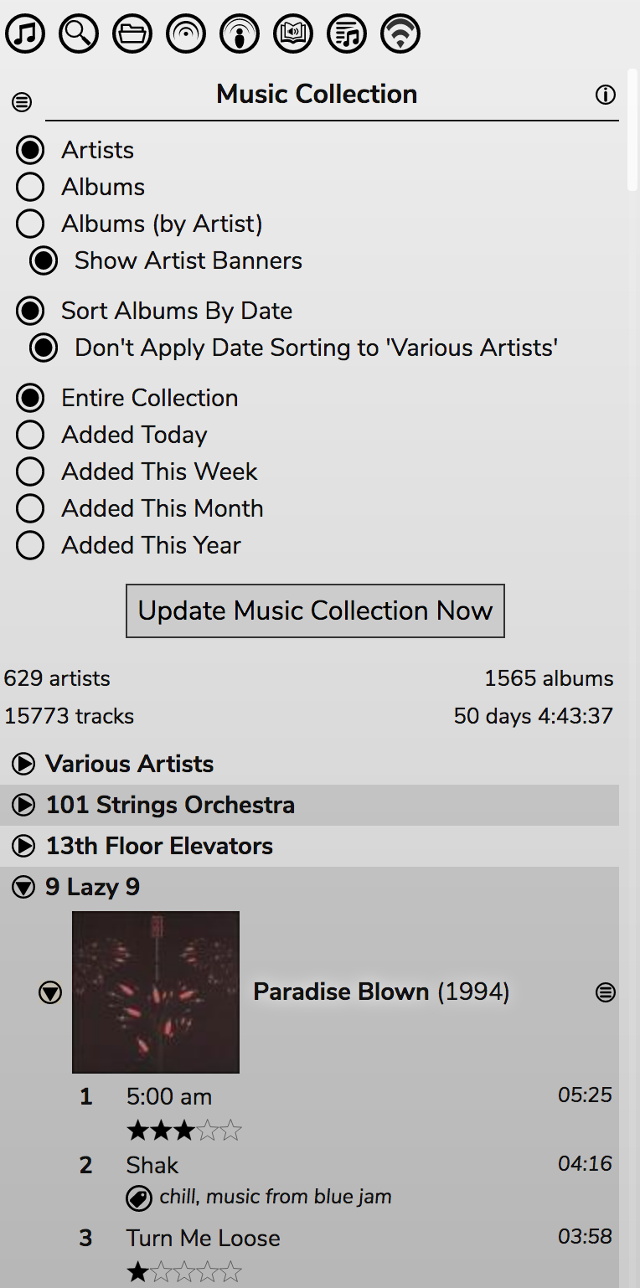 Music Collection
Artists
Albums
Albums (by Artist)
Show Artist Banners
Sort Albums By Date
Don't Apply Date Sorting to 'Various Artists'
Entire Collection
Added Today
Added This Week
Added This Month
Added This Year
Update Music Collection Now
629 artists 1565 albums
15773 tracks 50 days 4:43:37
Various Artists
101 Strings Orchestra
13th Floor Elevators
9 Lazy 9
Paradise Blown (1994)
1 5:00 am 05:25
2 Shak 04:16
chill, music from blue jam
3 Turn Me Loose 03:58